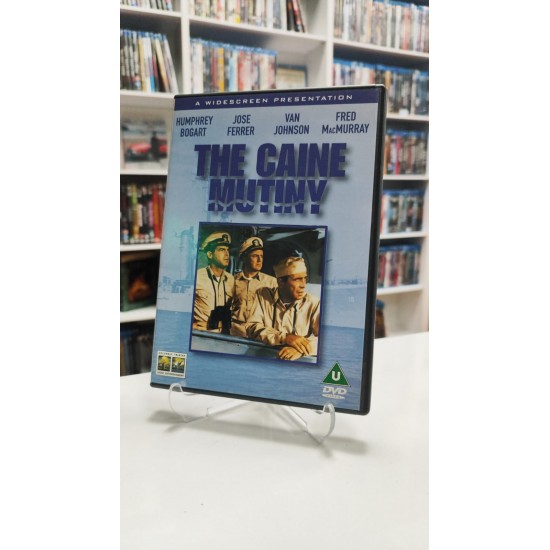 A WIDESCREEN PRESENTATION
HUMPHREY BOGART
JOSE FERRER
VAN JOHNSON
FRED MacMURRAY
THE CAINE
MUTINY
U
DVD